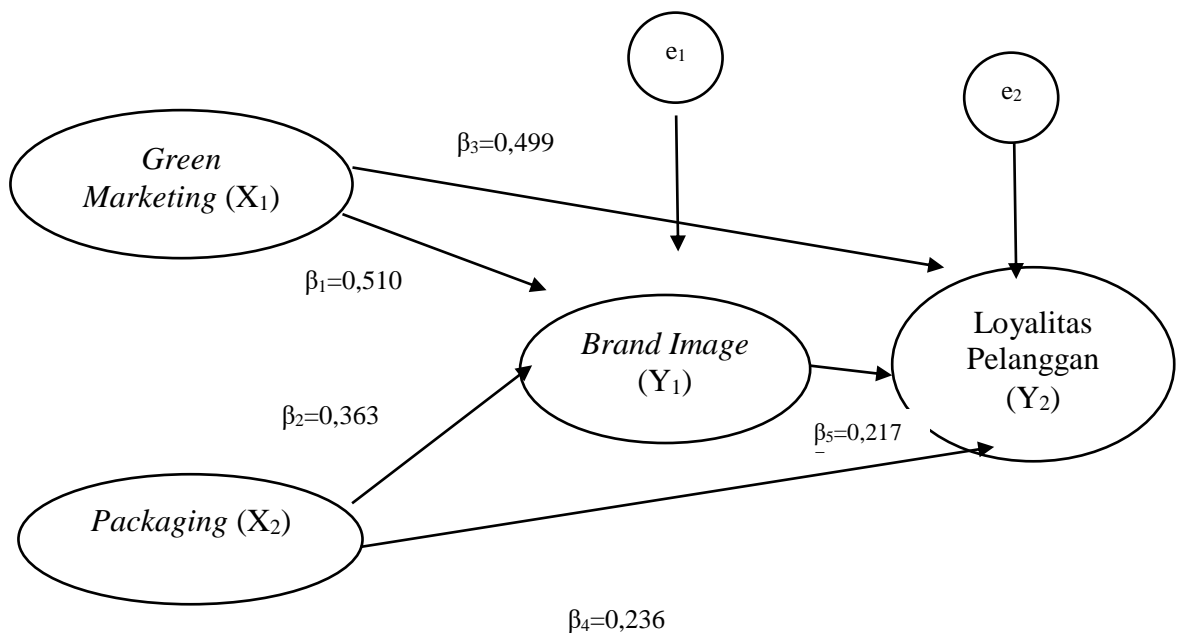 e₁
e₂
β₃=0,499
Green
Marketing (X₁)
β₁=0,510
Loyalitas
Pelanggan
(Y₂)
Brand Image
(Y₁)
β₂=0,363
β₅=0,217
Packaging (X₂)
β₄=0,236